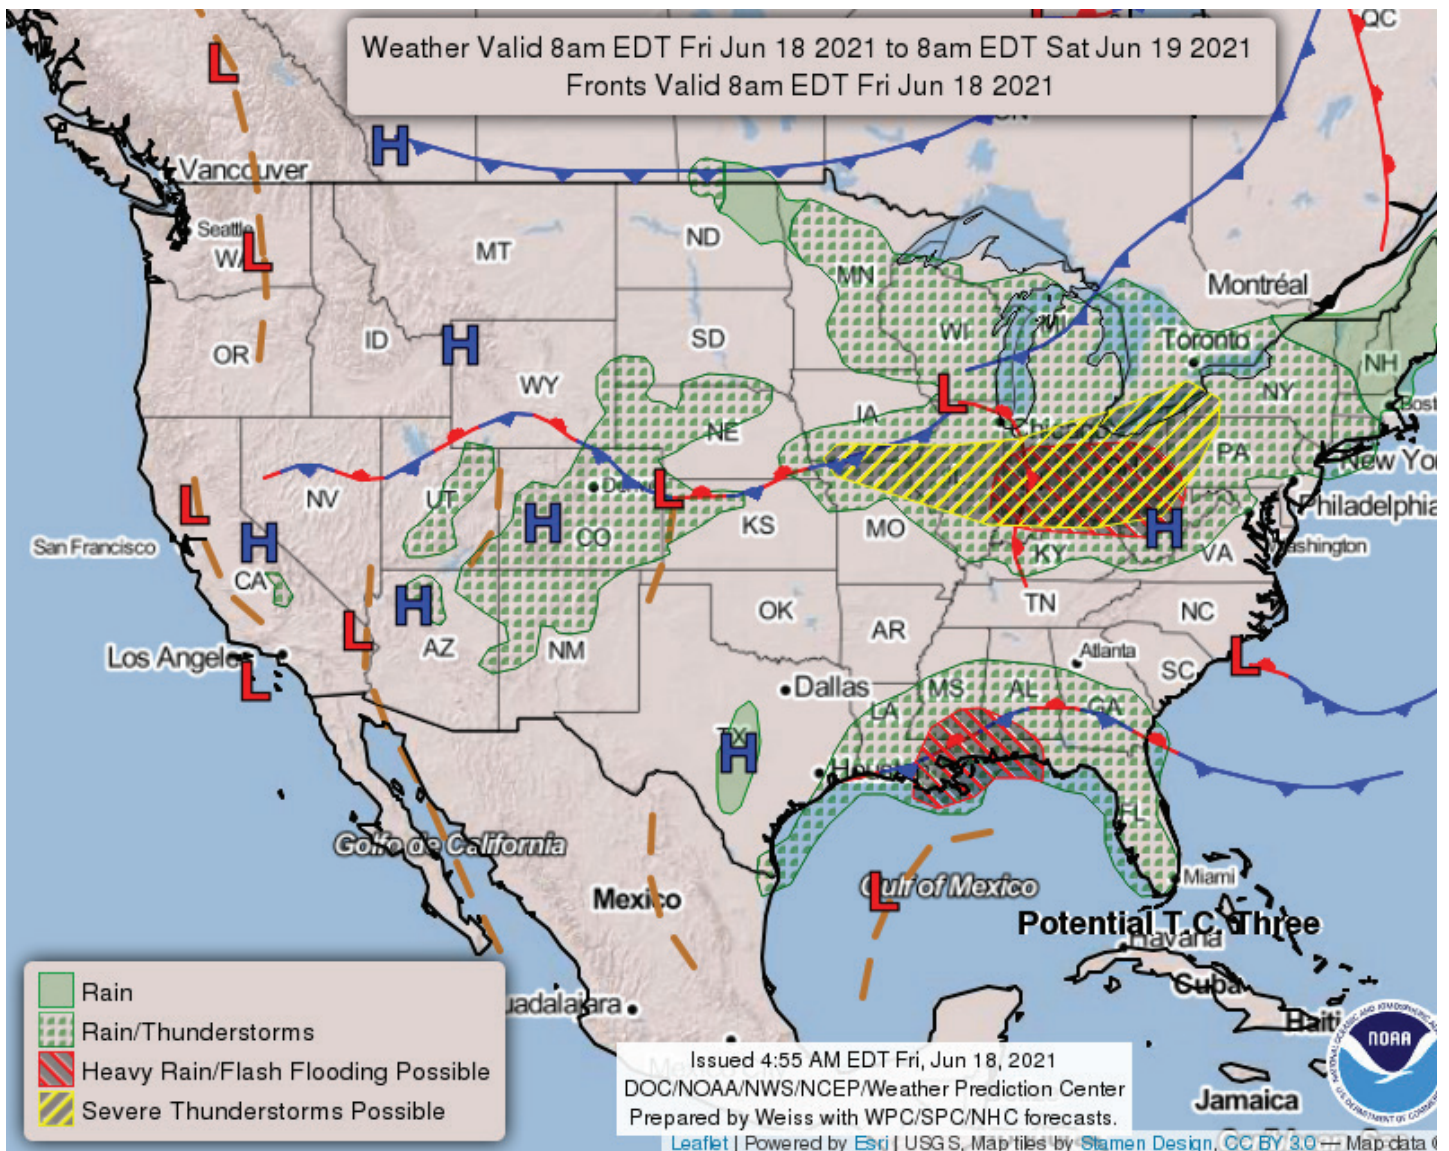 Weather Valid 8am EDT Fri Jun 18 2021 to 8am EDT Sat Jun 19 2021
Fronts Valid 8am EDT Fri Jun 18 2021
QC
L
H
Vancouver
Seattle
WA
L
MT
ND
MN
Montréal
OR
ID
H
WY
SD
WI
MI
Toronto
NY
NH
L
IA
NE
PA
New Yo
Philadelphia
NV
UT
L
CO
H
KS
MO
KY
H
VA
San Francisco
L
H
CA
H
AZ
NM
OK
AR
TN
NC
L
Los Angeles
L
Dallas
MS
AL
Atlanta
SC
LA
GA
TX
H
FL
Golfo de California
Mexico
L
Gulf of Mexico
Miami
Potential T.C. Three
Havana
Cuba
Haiti
Jamaica
uadalajara
Rain
Rain/Thunderstorms
Heavy Rain/Flash Flooding Possible
Severe Thunderstorms Possible
Issued 4:55 AM EDT Fri, Jun 18, 2021
DOC/NOAA/NWS/NCEP/Weather Prediction Center
Prepared by Weiss with WPC/SPC/NHC forecasts.
NOAA
Leaflet | Powered by Esri | USGS, Map tiles by Stamen Design, CC BY 3.0 — Map data ©